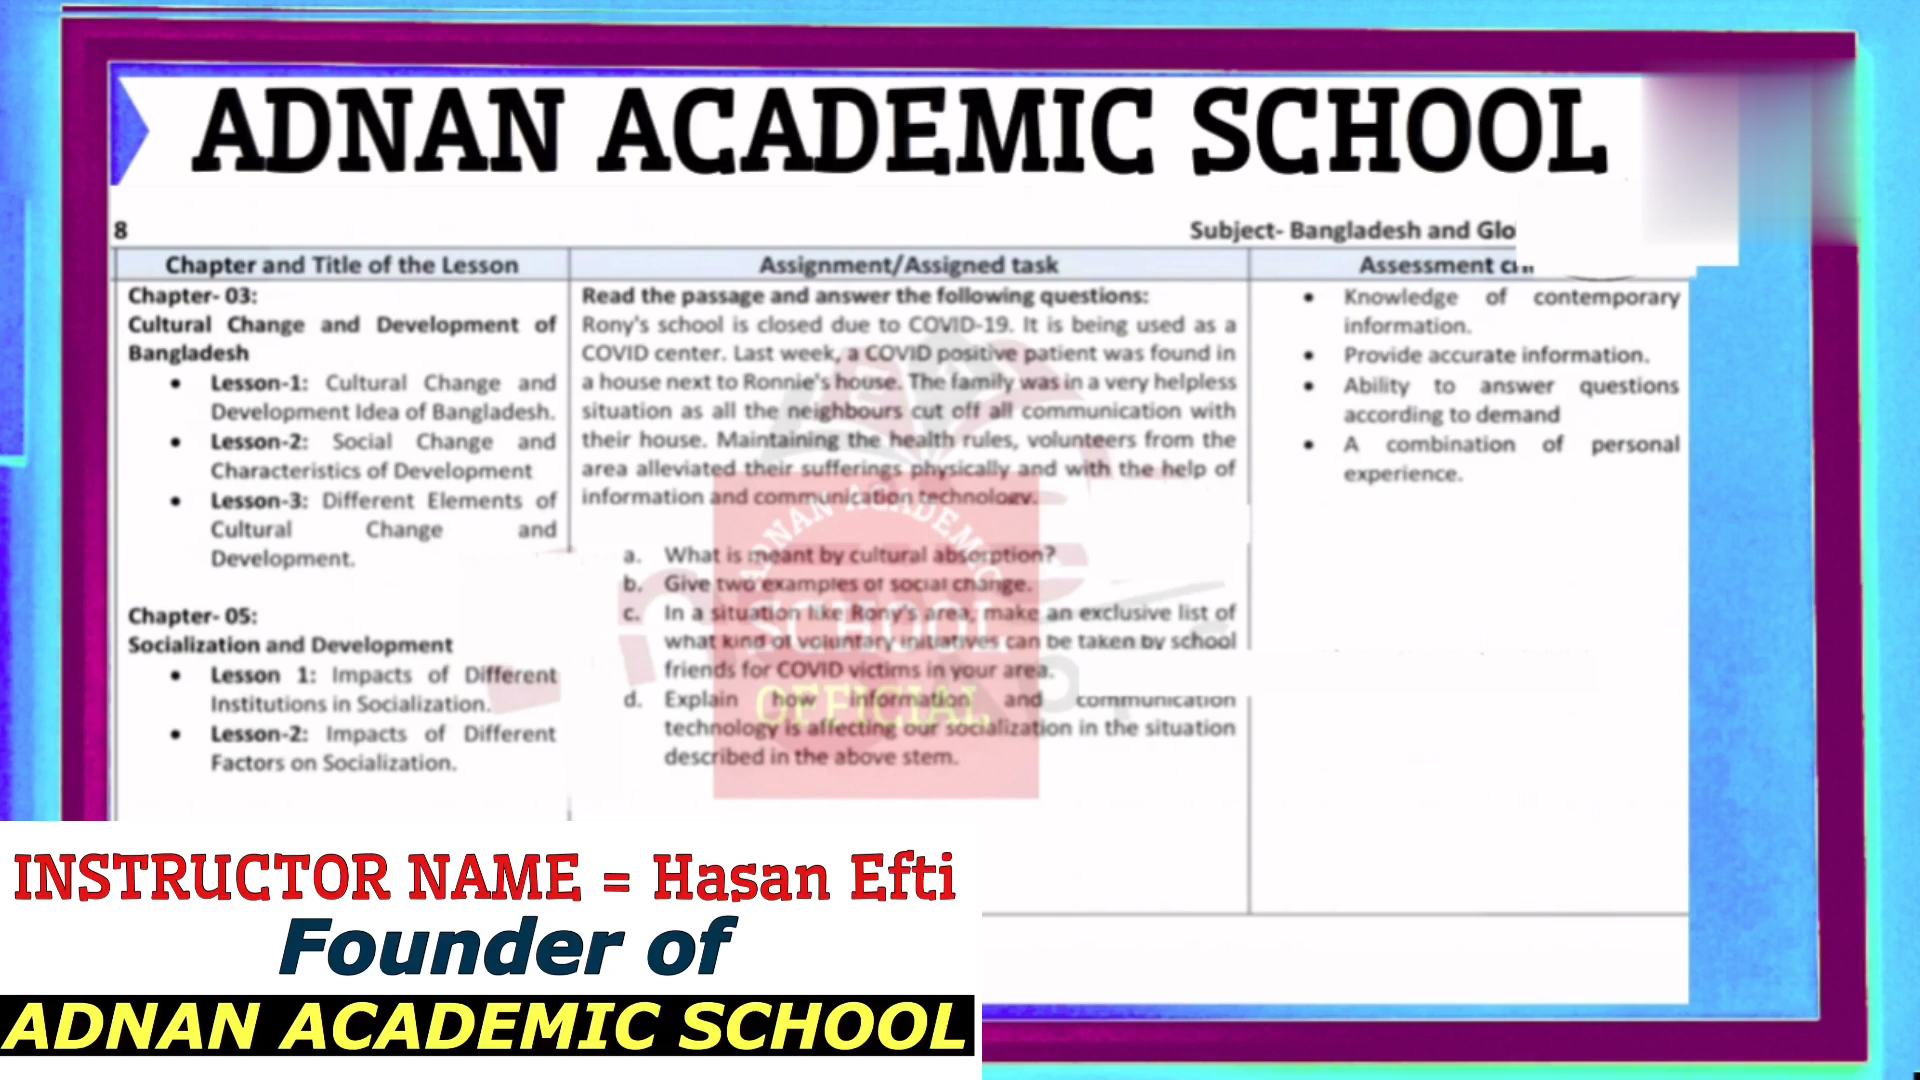 ADNAN ACADEMIC SCHOOL
8
Subject- Bangladesh and Glo
Chapter and Title of the Lesson
Assignment/Assigned task
Assessment
Chapter- 03:
Cultural Change and Development of
Bangladesh
• Lesson-1: Cultural Change and
Development Idea of Bangladesh.
• Lesson-2: Social Change and
Characteristics of Development
• Lesson-3: Different Elements of
Cultural Change and
Development.
Chapter- 05:
Socialization and Development
• Lesson 1: Impacts of Different
Institutions in Socialization.
• Lesson-2: Impacts of Different
Factors on Socialization.
Read the passage and answer the following questions:
Rony's school is closed due to COVID-19. It is being used as a
COVID center. Last week, a COVID positive patient was found in
a house next to Ronnie's house. The family was in a very helpless
situation as all the neighbours cut off all communication with
their house. Maintaining the health rules, volunteers from the
area alleviated their sufferings physically and with the help of
information and communication technology.
a. What is meant by cultural absorption?
b. Give two examples of social change.
c. In a situation like Rony's area, make an exclusive list of
what kind of voluntary initiatives can be taken by school
friends for COVID victims in your area.
d. Explain how information and communication
technology is affecting our socialization in the situation
described in the above stem.
• Knowledge of contemporary
information.
• Provide accurate information.
• Ability to answer questions
according to demand
• A combination of personal
experience.
ADNAN ACADEMIC
SCHOOL
OFFICIAL
INSTRUCTOR NAME = Hasan Efti
Founder of
ADNAN ACADEMIC SCHOOL